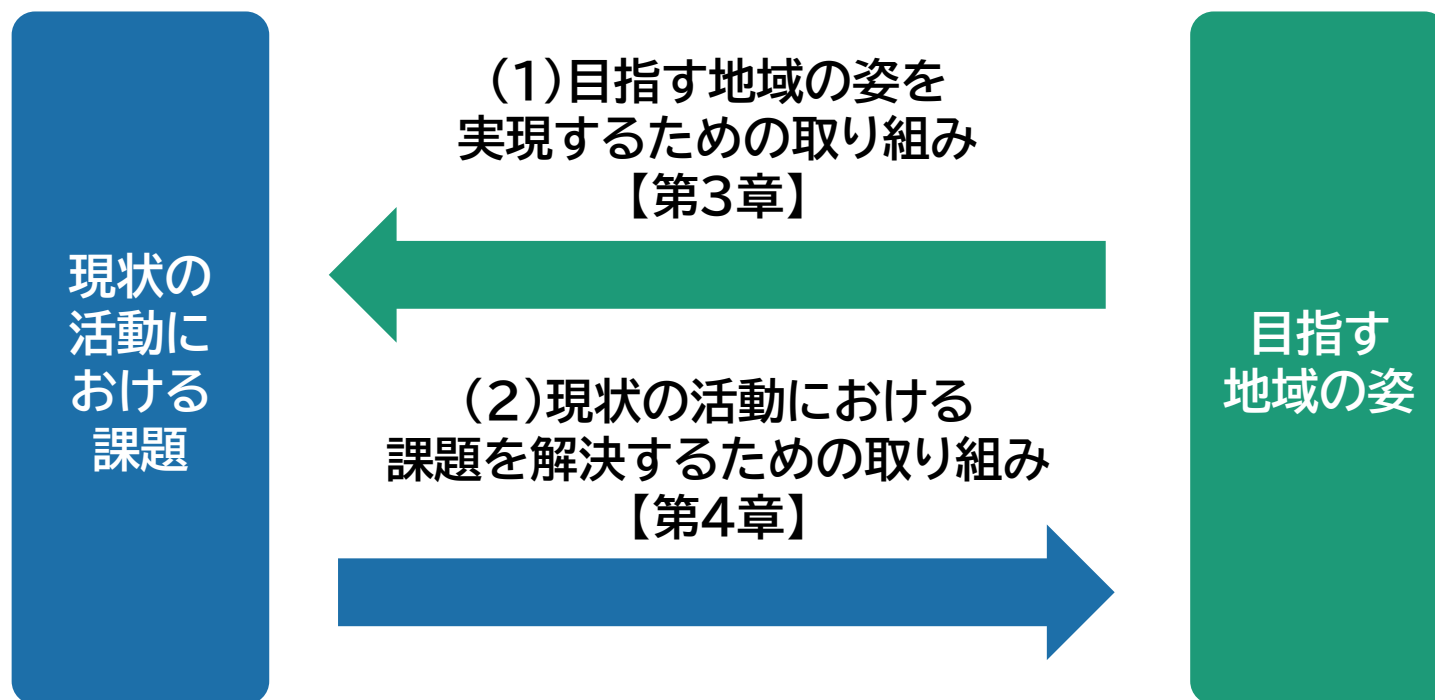 現状の
活動に
おける
課題
(1)目指す地域の姿を
実現するための取り組み
【第3章】
(2)現状の活動における
課題を解決するための取り組み
【第4章】
目指す
地域の姿